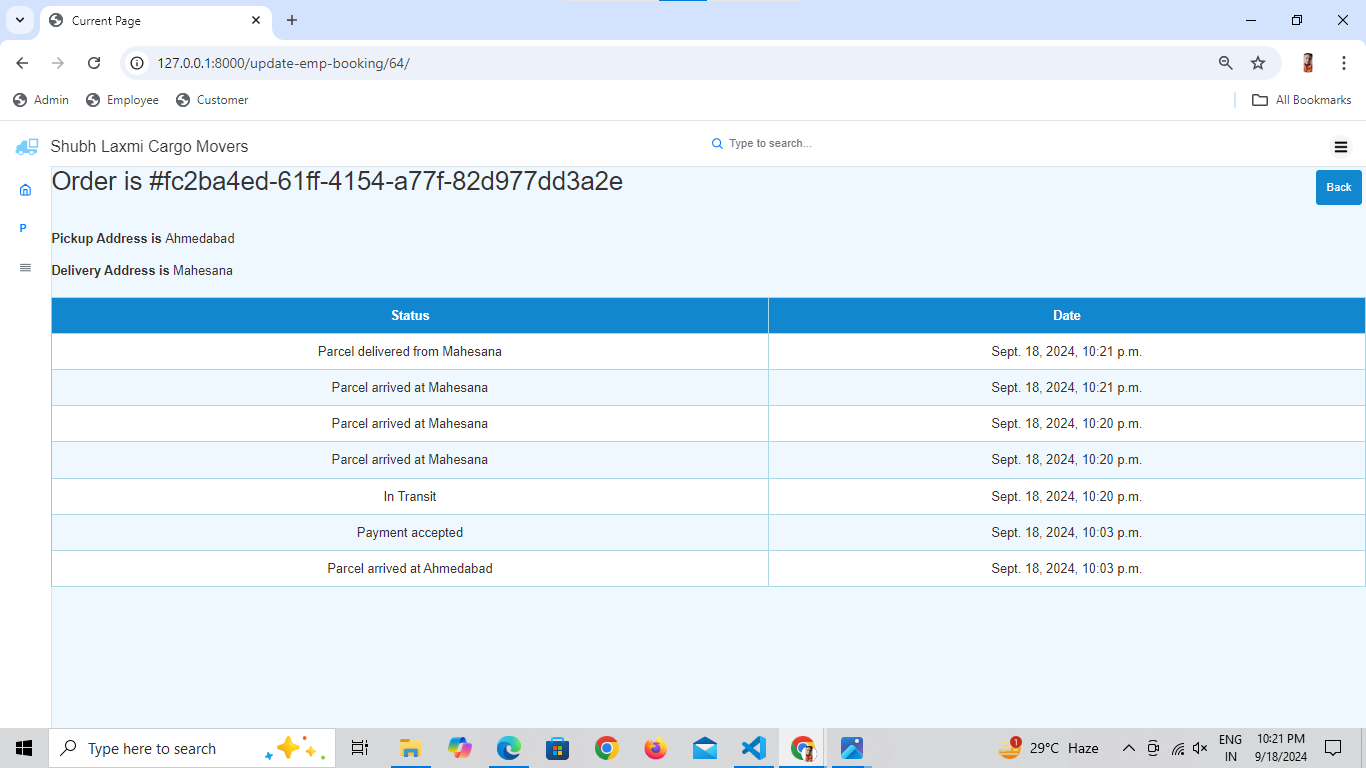 Current Page
127.0.0.1:8000/update-emp-booking/64/
Admin Employee Customer All Bookmarks
Shubh Laxmi Cargo Movers Type to search...
Order is #fc2ba4ed-61ff-4154-a77f-82d977dd3a2e Back
P
Pickup Address is Ahmedabad
Delivery Address is Mahesana
Status Date
Parcel delivered from Mahesana Sept. 18, 2024, 10:21 p.m.
Parcel arrived at Mahesana Sept. 18, 2024, 10:21 p.m.
Parcel arrived at Mahesana Sept. 18, 2024, 10:20 p.m.
Parcel arrived at Mahesana Sept. 18, 2024, 10:20 p.m.
In Transit Sept. 18, 2024, 10:20 p.m.
Payment accepted Sept. 18, 2024, 10:03 p.m.
Parcel arrived at Ahmedabad Sept. 18, 2024, 10:03 p.m.
Type here to search 1 29°C Haze ENG 10:21 PM
IN 9/18/2024